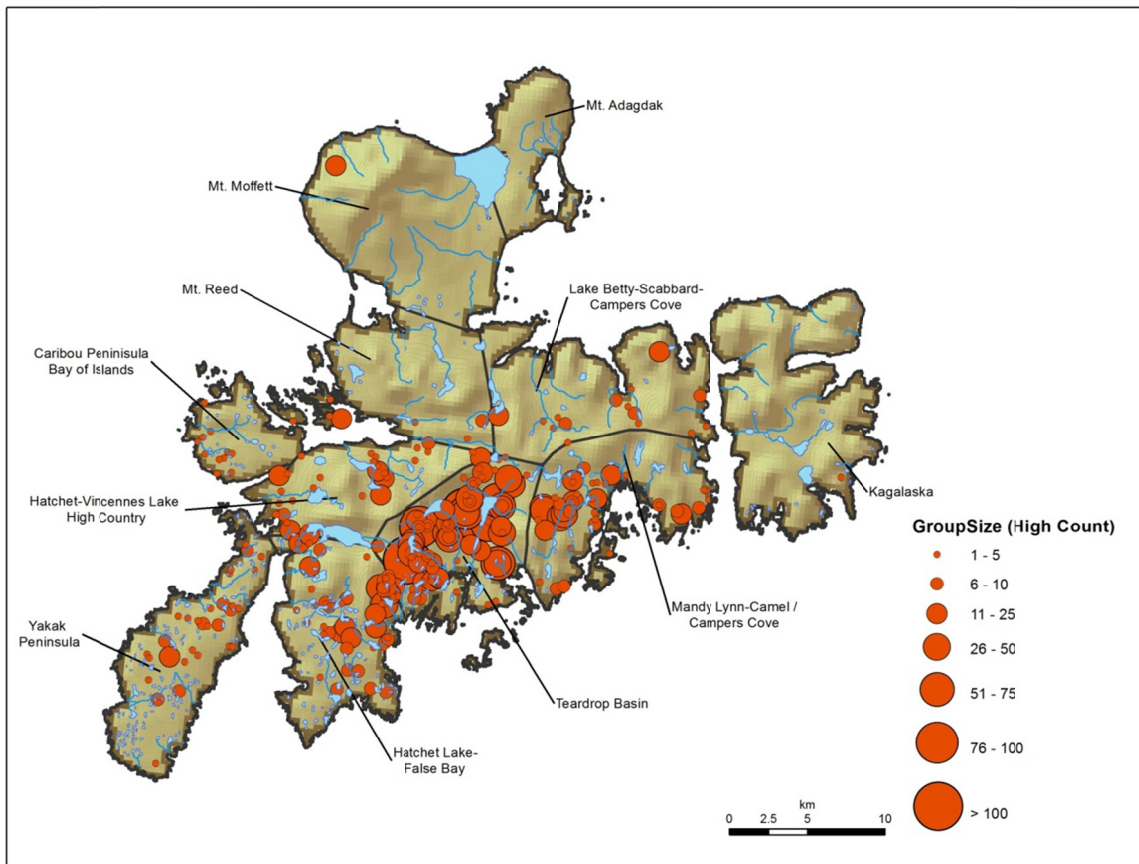 Mt. Adagdak
Mt. Moffett
Mt. Reed
Lake Betty-Scabbard-
Campers Cove
Caribou Peninisula
Bay of Islands
Hatchet-Vincennes Lake
High Country
Kagalaska
Yakak
Peninsula
Mandy Lynn-Camel /
Campers Cove
Teardrop Basin
Hatchet Lake-
False Bay
GroupSize (High Count)
1 - 5
6 - 10
11 - 25
26 - 50
51 - 75
76 - 100
> 100
km
0 2.5 5 10